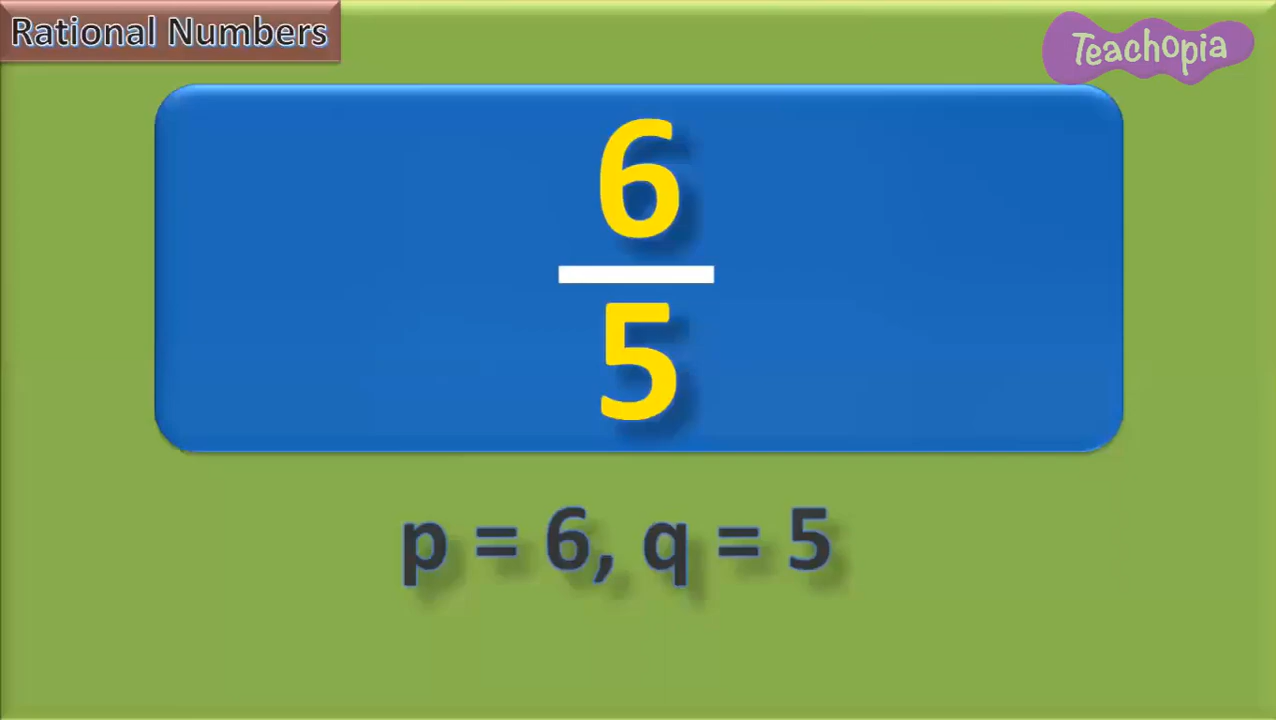 Rational Numbers
Teachopia
6
5
p = 6, q = 5